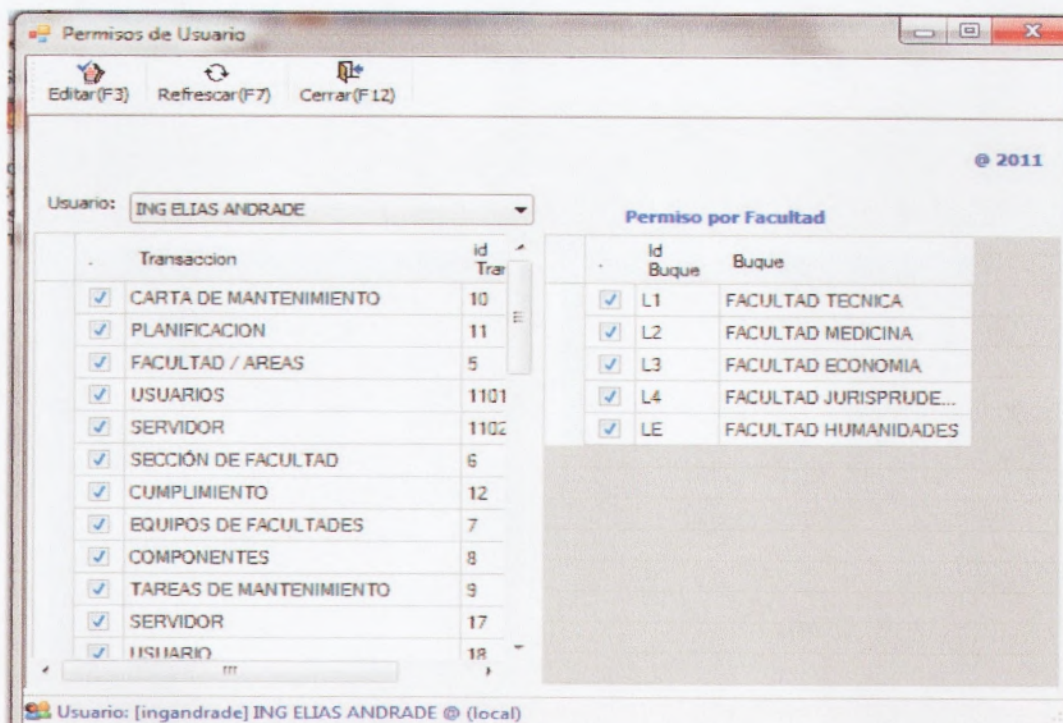 Permisos de Usuario
Editar(F3) Refrescar(F7) Cerrar(F12)
@ 2011
Usuario: ING ELIAS ANDRADE
Permiso por Facultad
. Transaccion id Tran
CARTA DE MANTENIMIENTO 10
PLANIFICACION 11
FACULTAD / AREAS 5
USUARIOS 1101
SERVIDOR 1102
SECCIÓN DE FACULTAD 6
CUMPLIMIENTO 12
EQUIPOS DE FACULTADES 7
COMPONENTES 8
TAREAS DE MANTENIMIENTO 9
SERVIDOR 17
USUARIO 18
. Id Buque Buque
L1 FACULTAD TECNICA
L2 FACULTAD MEDICINA
L3 FACULTAD ECONOMIA
L4 FACULTAD JURISPRUDE...
LE FACULTAD HUMANIDADES
Usuario: [ingandrade] ING ELIAS ANDRADE @ (local)